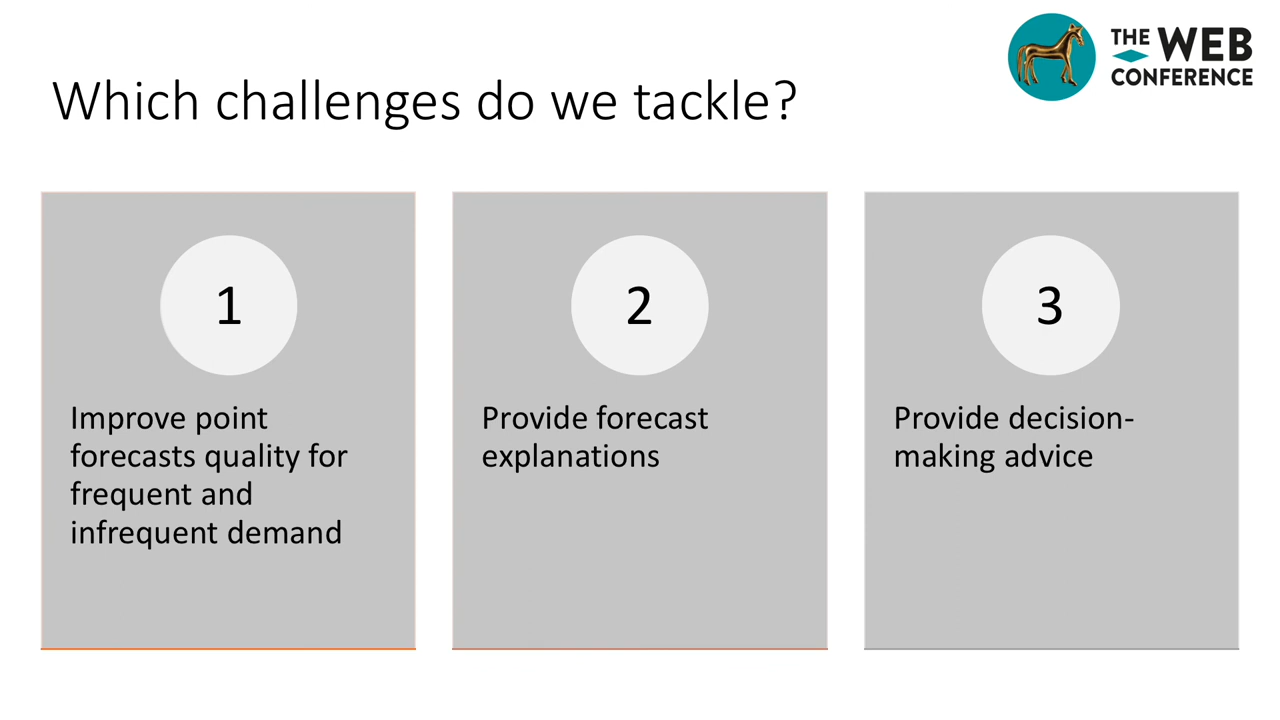 Which challenges do we tackle?
THE WEB
CONFERENCE
1
Improve point
forecasts quality for
frequent and
infrequent demand
2
Provide forecast
explanations
3
Provide decision-
making advice